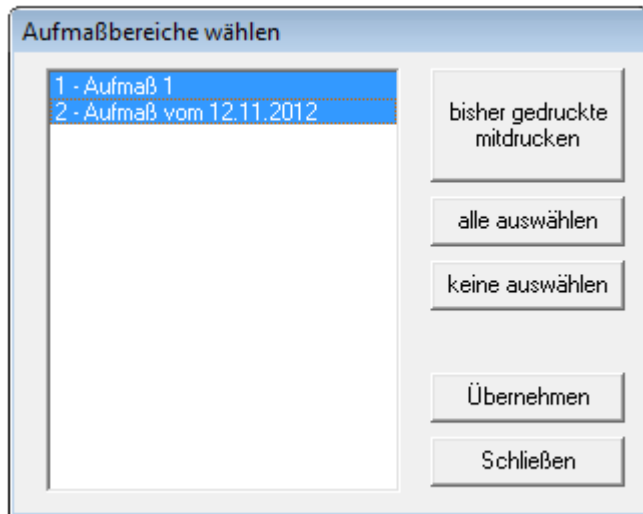 Aufmaßbereiche wählen
1 - Aufmaß 1
2 - Aufmaß vom 12.11.2012
bisher gedruckte
mitdrucken
alle auswählen
keine auswählen
Übernehmen
Schließen